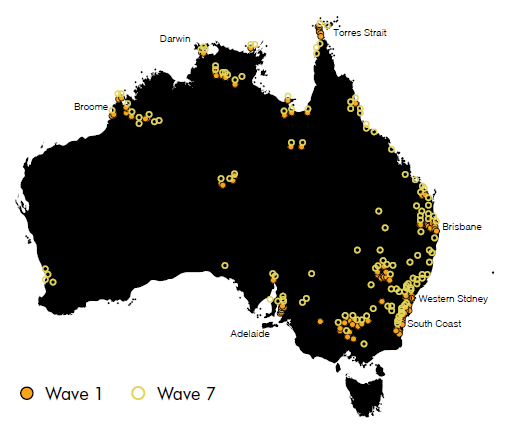 Darwin
Torres Strait
Broome
Brisbane
Western Stdney
South Coast
Adelaide
Wave 1
Wave 7